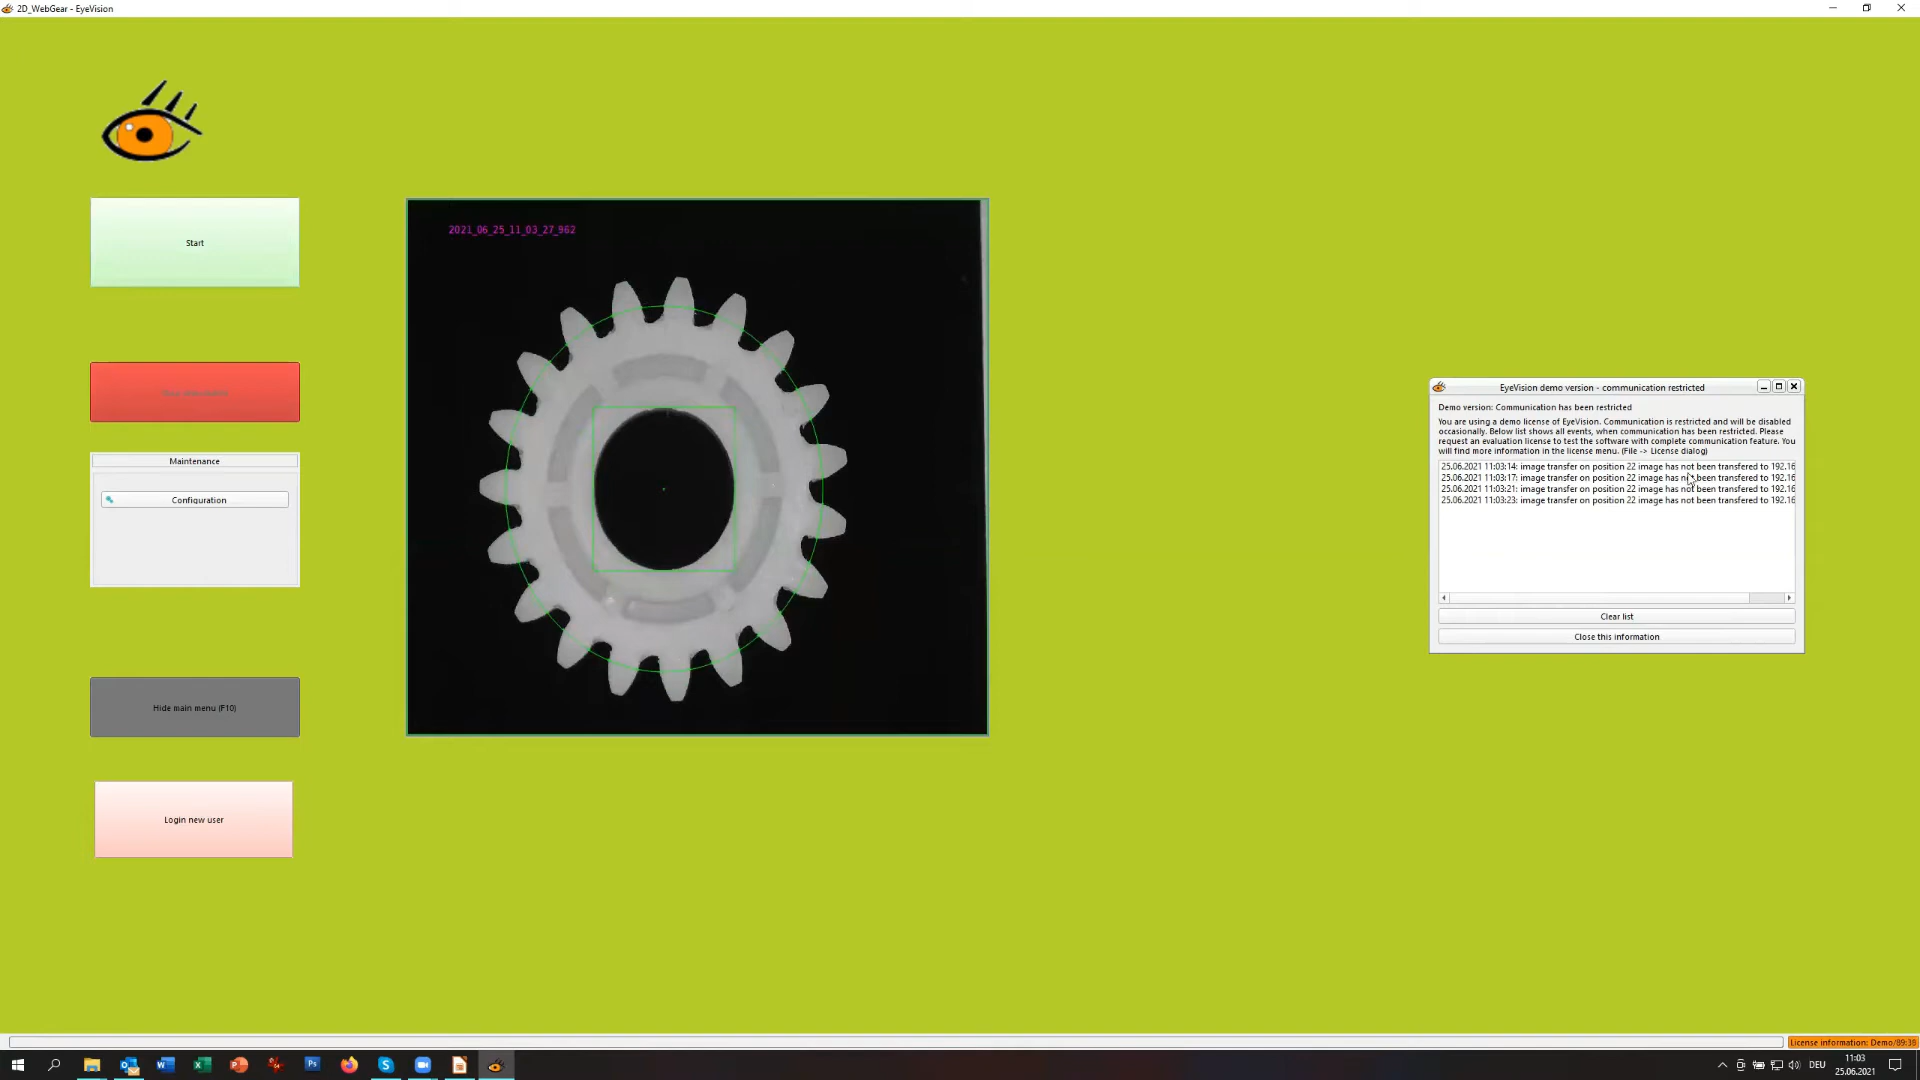 2D_WebGear - EyeVision
Start
2021_06_25_11_03_27_962
Maintenance
Configuration
Hide main menu (F10)
Login new user
EyeVision demo version - communication restricted
Demo version: Communication has been restricted
You are using a demo license of EyeVision. Communication is restricted and will be disabled
occasionally. Below list shows all events, when communication has been restricted. Please
request an evaluation license to test the software with complete communication feature. You
will find more information in the license menu. (File -> License dialog)
25.06.2021 11:03:14: image transfer on position 22 image has not been transfered to 192.16
25.06.2021 11:03:17: image transfer on position 22 image has not been transfered to 192.16
25.06.2021 11:03:21: image transfer on position 22 image has not been transfered to 192.16
25.06.2021 11:03:23: image transfer on position 22 image has not been transfered to 192.16
Clear list
Close this information
License information: Demo/89:38
DEU
11:03
25.06.2021